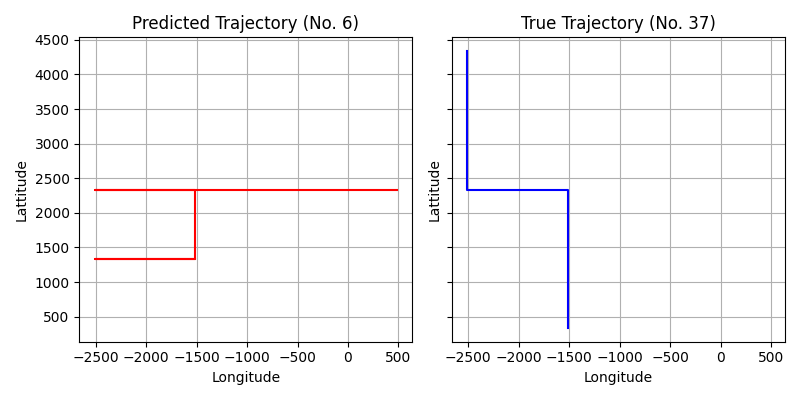 Predicted Trajectory (No. 6)
True Trajectory (No. 37)
4500
4000
3500
3000
2500
2000
1500
1000
500
Lattitude
Lattitude
−2500 −2000 −1500 −1000 −500 0 500
−2500 −2000 −1500 −1000 −500 0 500
Longitude
Longitude